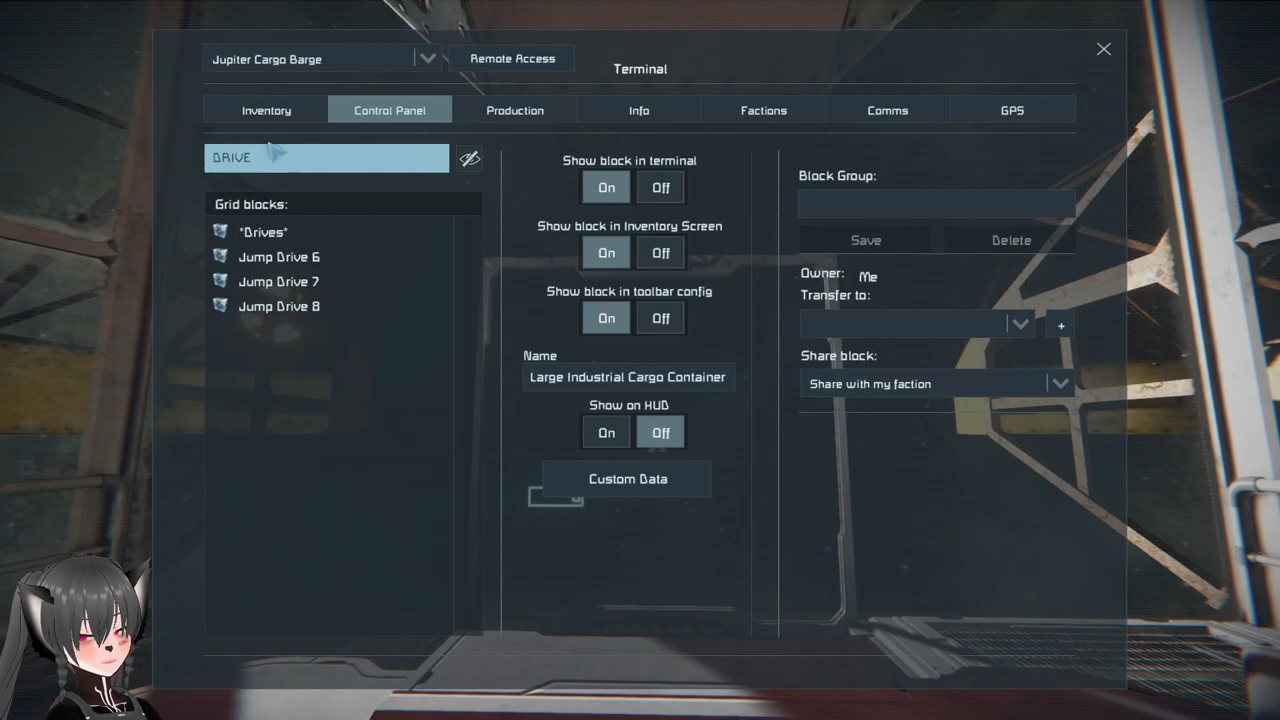 Jupiter Cargo Barge
Remote Access
Terminal
Inventory
Control Panel
Production
Info
Factions
Comms
GPS
DRIVE
Grid blocks:
*Drives*
Jump Drive 6
Jump Drive 7
Jump Drive 8
Show block in terminal
On Off
Show block in Inventory Screen
On Off
Show block in toolbar config
On Off
Name
Large Industrial Cargo Container
Show on HUD
On Off
Custom Data
Block Group:
Save Delete
Owner: Me
Transfer to:
+
Share block:
Share with my faction